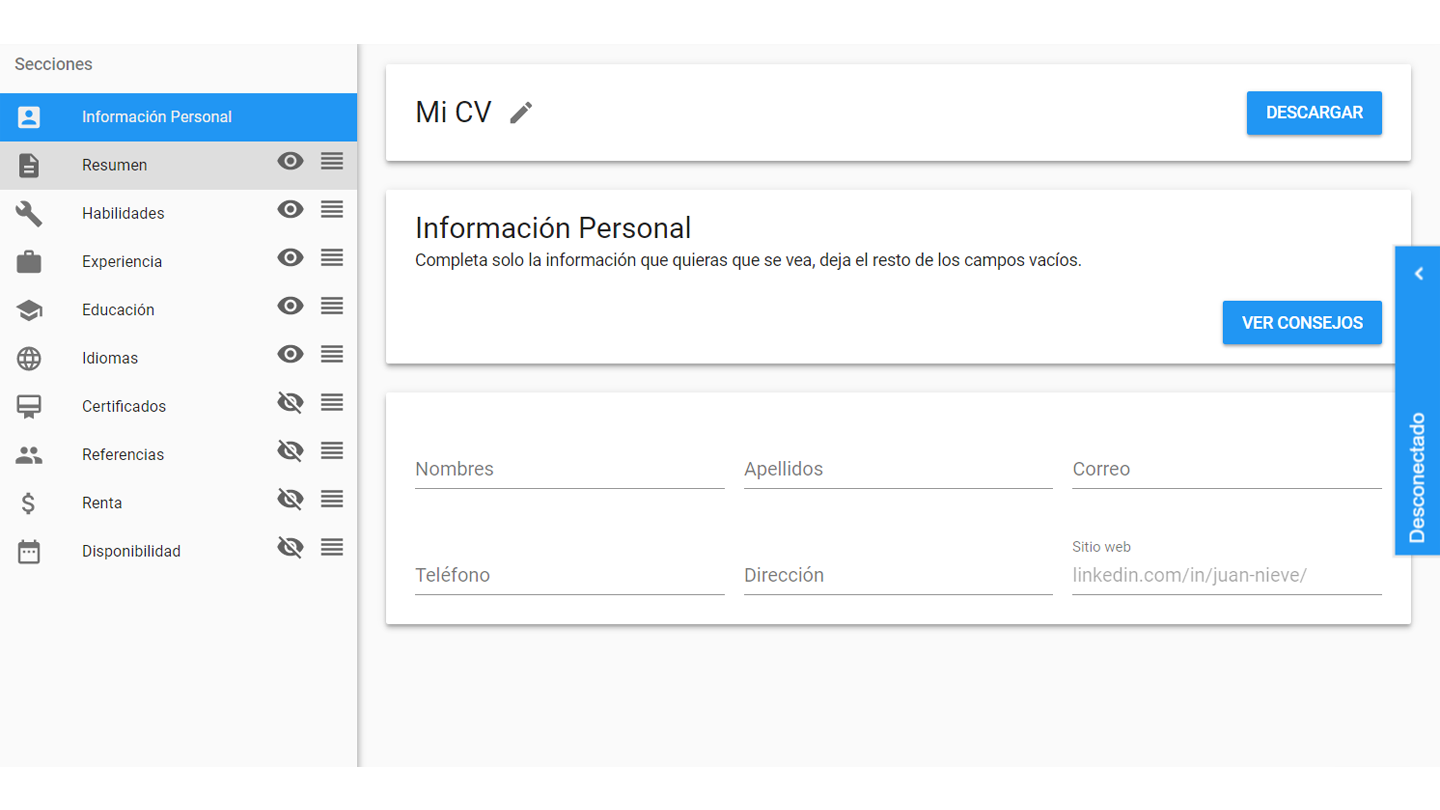 Secciones
Información Personal
Resumen
Habilidades
Experiencia
Educación
Idiomas
Certificados
Referencias
Renta
Disponibilidad
Mi CV
DESCARGAR
Información Personal
Completa solo la información que quieras que se vea, deja el resto de los campos vacíos.
VER CONSEJOS
Nombres Apellidos Correo
Sitio web
Teléfono Dirección linkedin.com/in/juan-nieve/
Desconectado